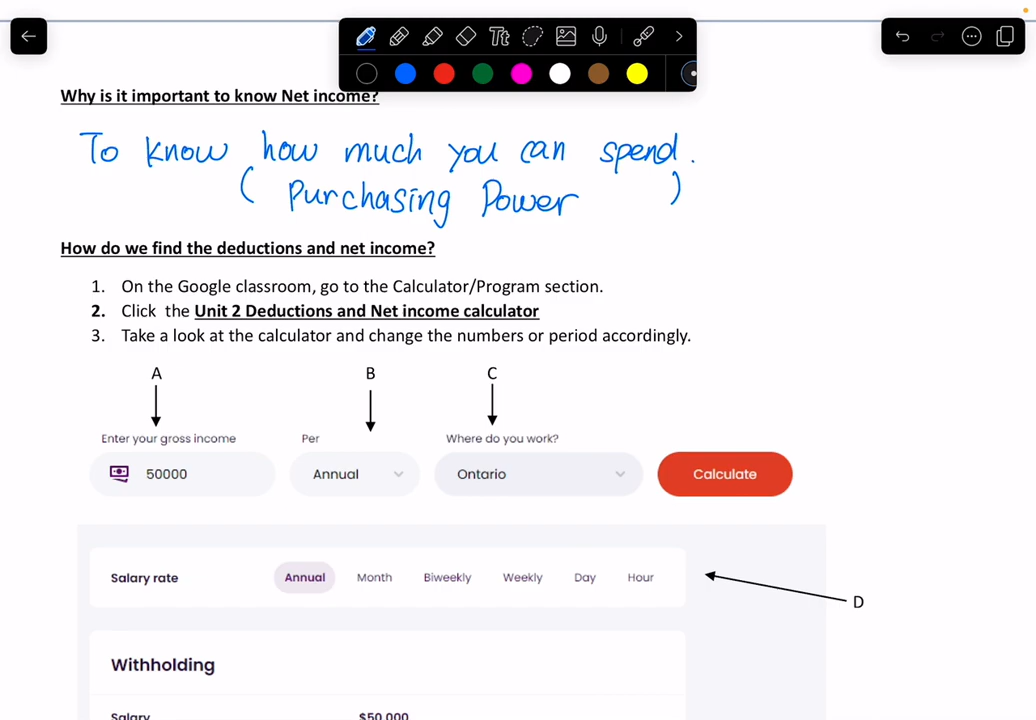 Tt
Why is it important to know Net income?
To know how much you can spend.
( Purchasing Power )
How do we find the deductions and net income?
1. On the Google classroom, go to the Calculator/Program section.
2. Click the Unit 2 Deductions and Net income calculator
3. Take a look at the calculator and change the numbers or period accordingly.
A B C
Enter your gross income Per Where do you work?
50000 Annual Ontario Calculate
Salary rate Annual Month Biweekly Weekly Day Hour
D
Withholding
Salary $50,000